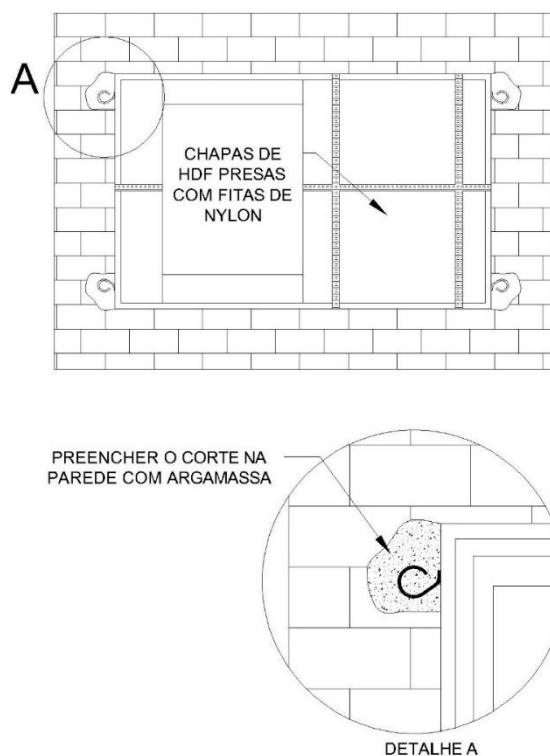 A
CHAPAS DE
HDF PRESAS
COM FITAS DE
NYLON
PREENCHER O CORTE NA
PAREDE COM ARGAMASSA
DETALHE A